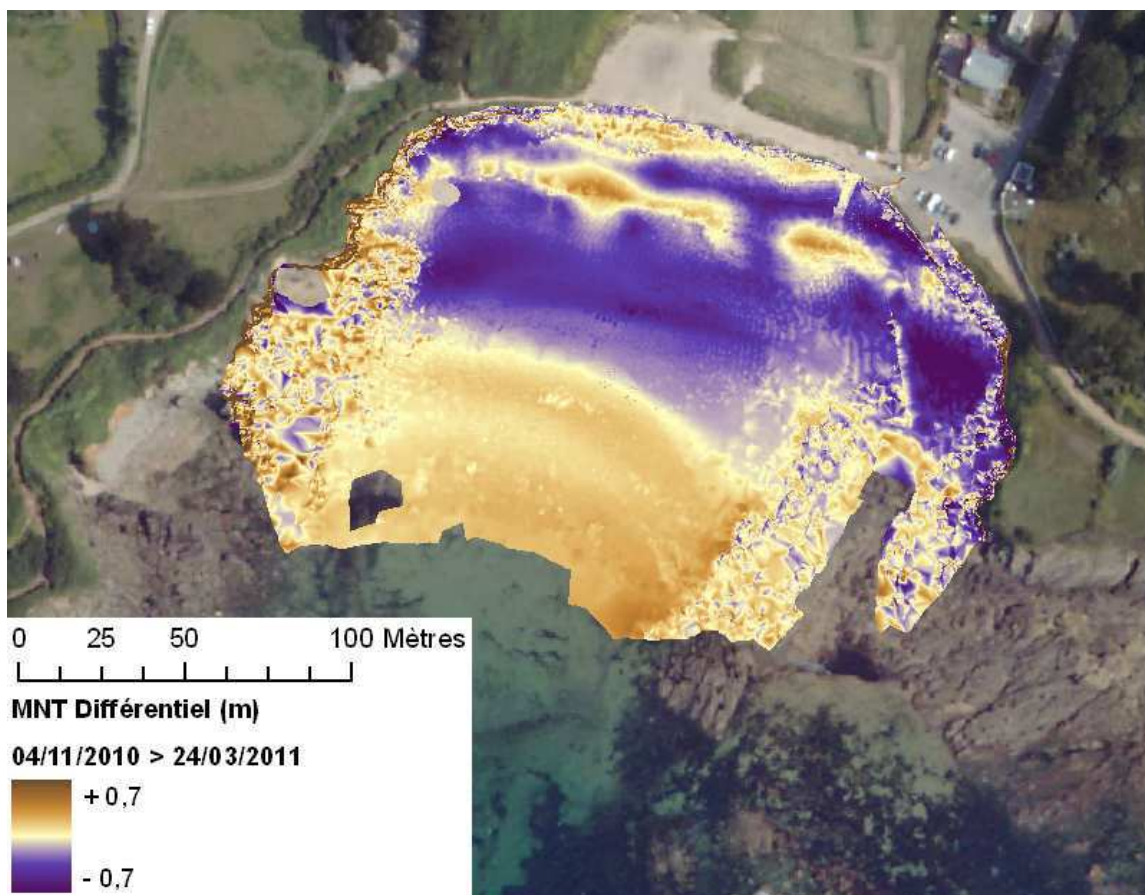 0 25 50 100 Mètres
MNT Différentiel (m)
04/11/2010 > 24/03/2011
+ 0,7
- 0,7